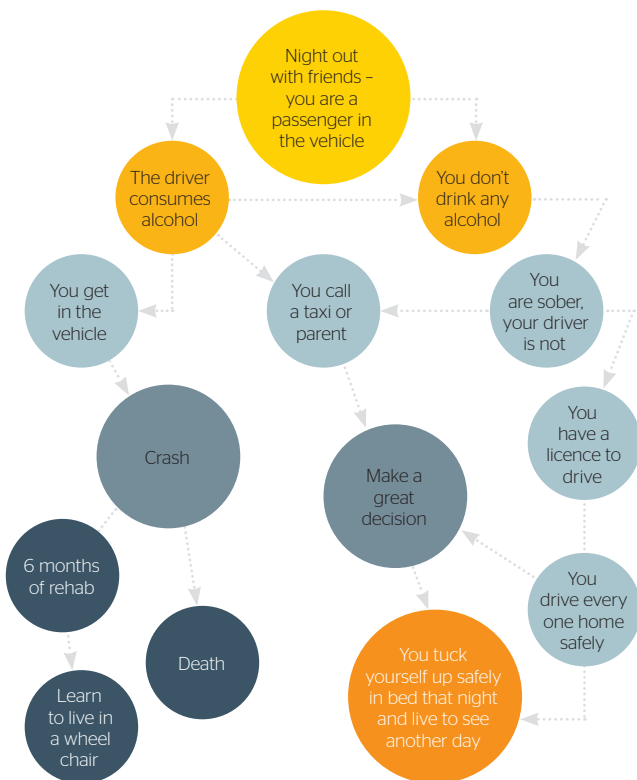 Night out
with friends –
you are a
passenger in
the vehicle
The driver
consumes
alcohol
You don't
drink any
alcohol
You get
in the
vehicle
You call
a taxi or
parent
You
are sober,
your driver
is not
Crash
You
have a
licence to
drive
Make a
great
decision
6 months
of rehab
You
drive every
one home
safely
Death
You tuck
yourself up safely
in bed that night
and live to see
another day
Learn
to live in
a wheel
chair